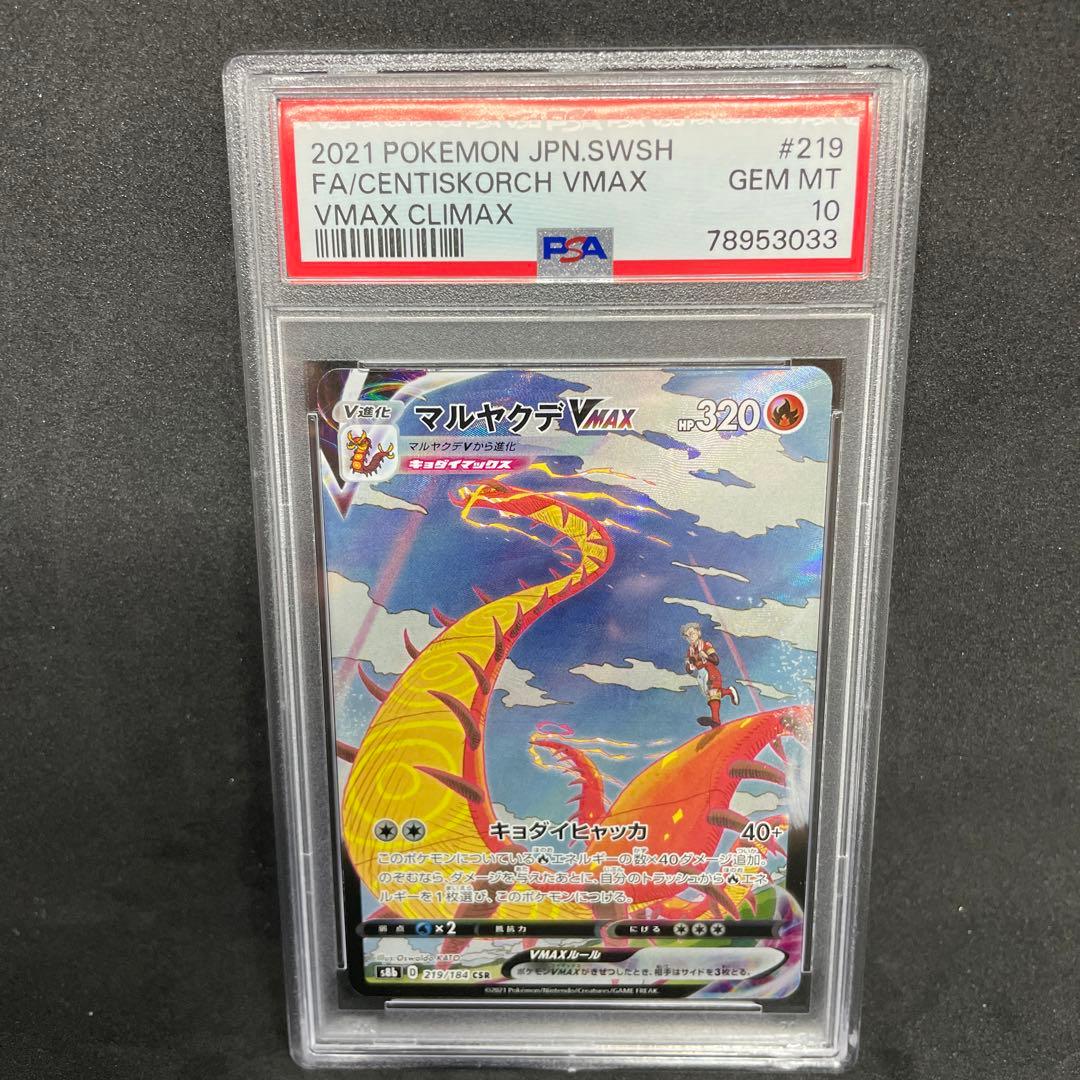 2021 POKEMON JPN.SWSH #219
FA/CENTISKORCH VMAX GEM MT
VMAX CLIMAX 10
PSA 78953033
V進化 マルヤクデVMAX HP320
マルヤクデVから進化
キョダイマックス
キョダイヒャッカ 40+
このポケモンについている エネルギーの数×40ダメージ追加。
のぞむなら、ダメージを与えたあとに、自分のトラッシュから エネ
ルギーを1枚選び、このポケモンにつける。
弱点 ×2 抵抗力 にげる
Illus. Oswaldo KATO VMAXルール
s8b D 219/184 CSR ポケモンVMAXがきぜつしたとき、相手はサイドを3枚とる。
©2021 Pokémon/Nintendo/Creatures/GAME FREAK.